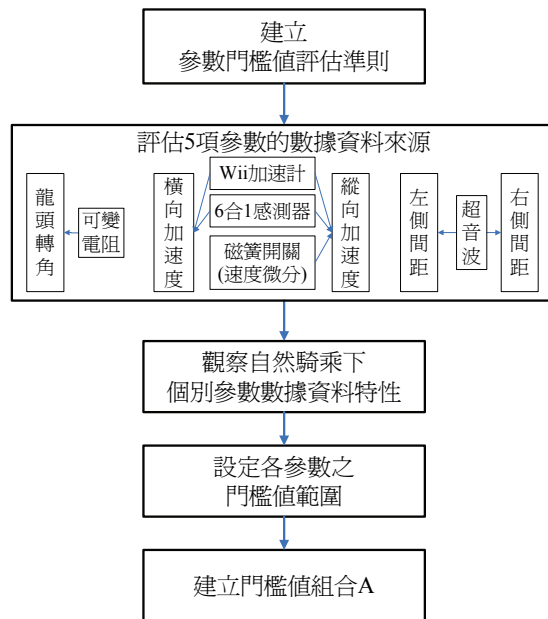 建立
參數門檻值評估準則
評估5項參數的數據資料來源
龍頭轉角
可變
電阻
橫向加速度
Wii加速計
6合1感測器
磁簧開關
(速度微分)
縱向加速度
左側間距
超音波
右側間距
觀察自然騎乘下
個別參數數據資料特性
設定各參數之
門檻值範圍
建立門檻值組合A